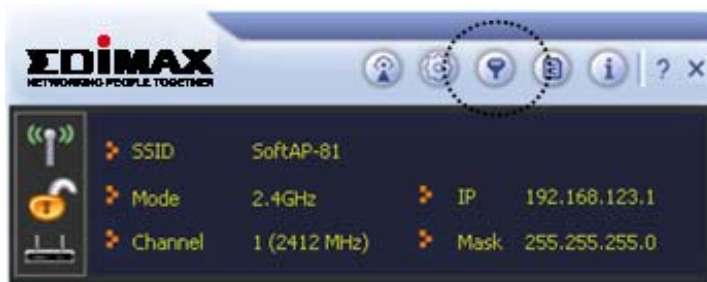 EDIMAX
NETWORKING PEOPLE TOGETHER
? ×
SSID SoftAP-81
Mode 2.4GHz IP 192.168.123.1
Channel 1 (2412 MHz) Mask 255.255.255.0